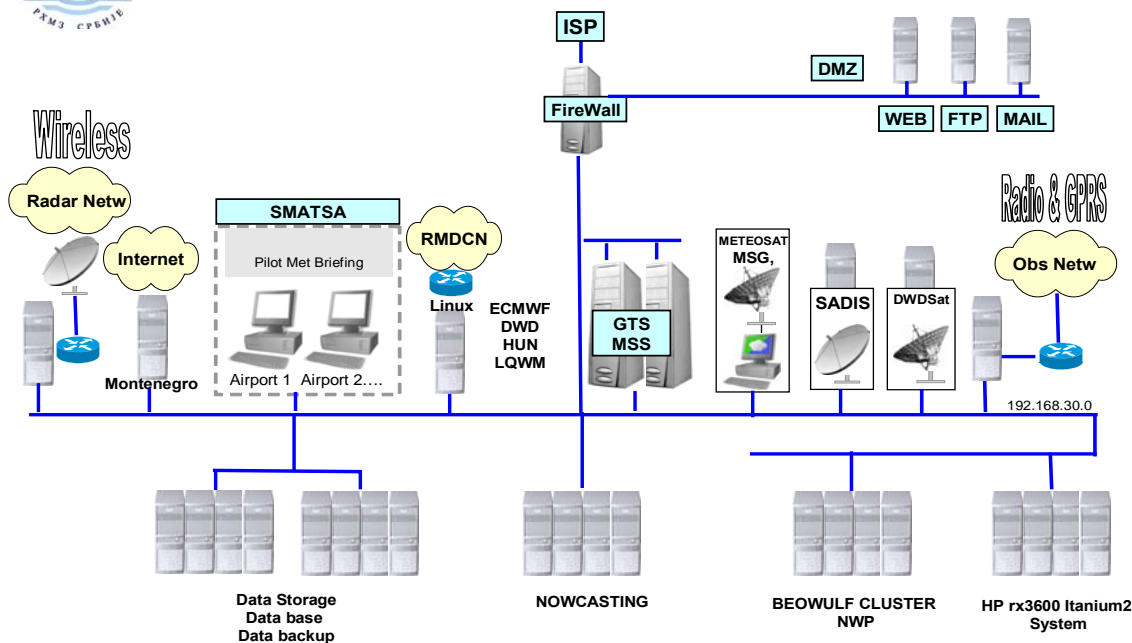 РХМЗ СРБИЈЕ
ISP
DMZ
FireWall
WEB
FTP
MAIL
Wireless
Radar Netw
Internet
SMATSA
Pilot Met Briefing
Airport 1
Airport 2....
RMDCN
Linux
ECMWF
DWD
HUN
LQWM
GTS
MSS
METEOSAT
MSG,
SADIS
DWDSat
Radio & GPRS
Obs Netw
Montenegro
192.168.30.0
Data Storage
Data base
Data backup
NOWCASTING
BEOWULF CLUSTER
NWP
HP rx3600 Itanium2
System